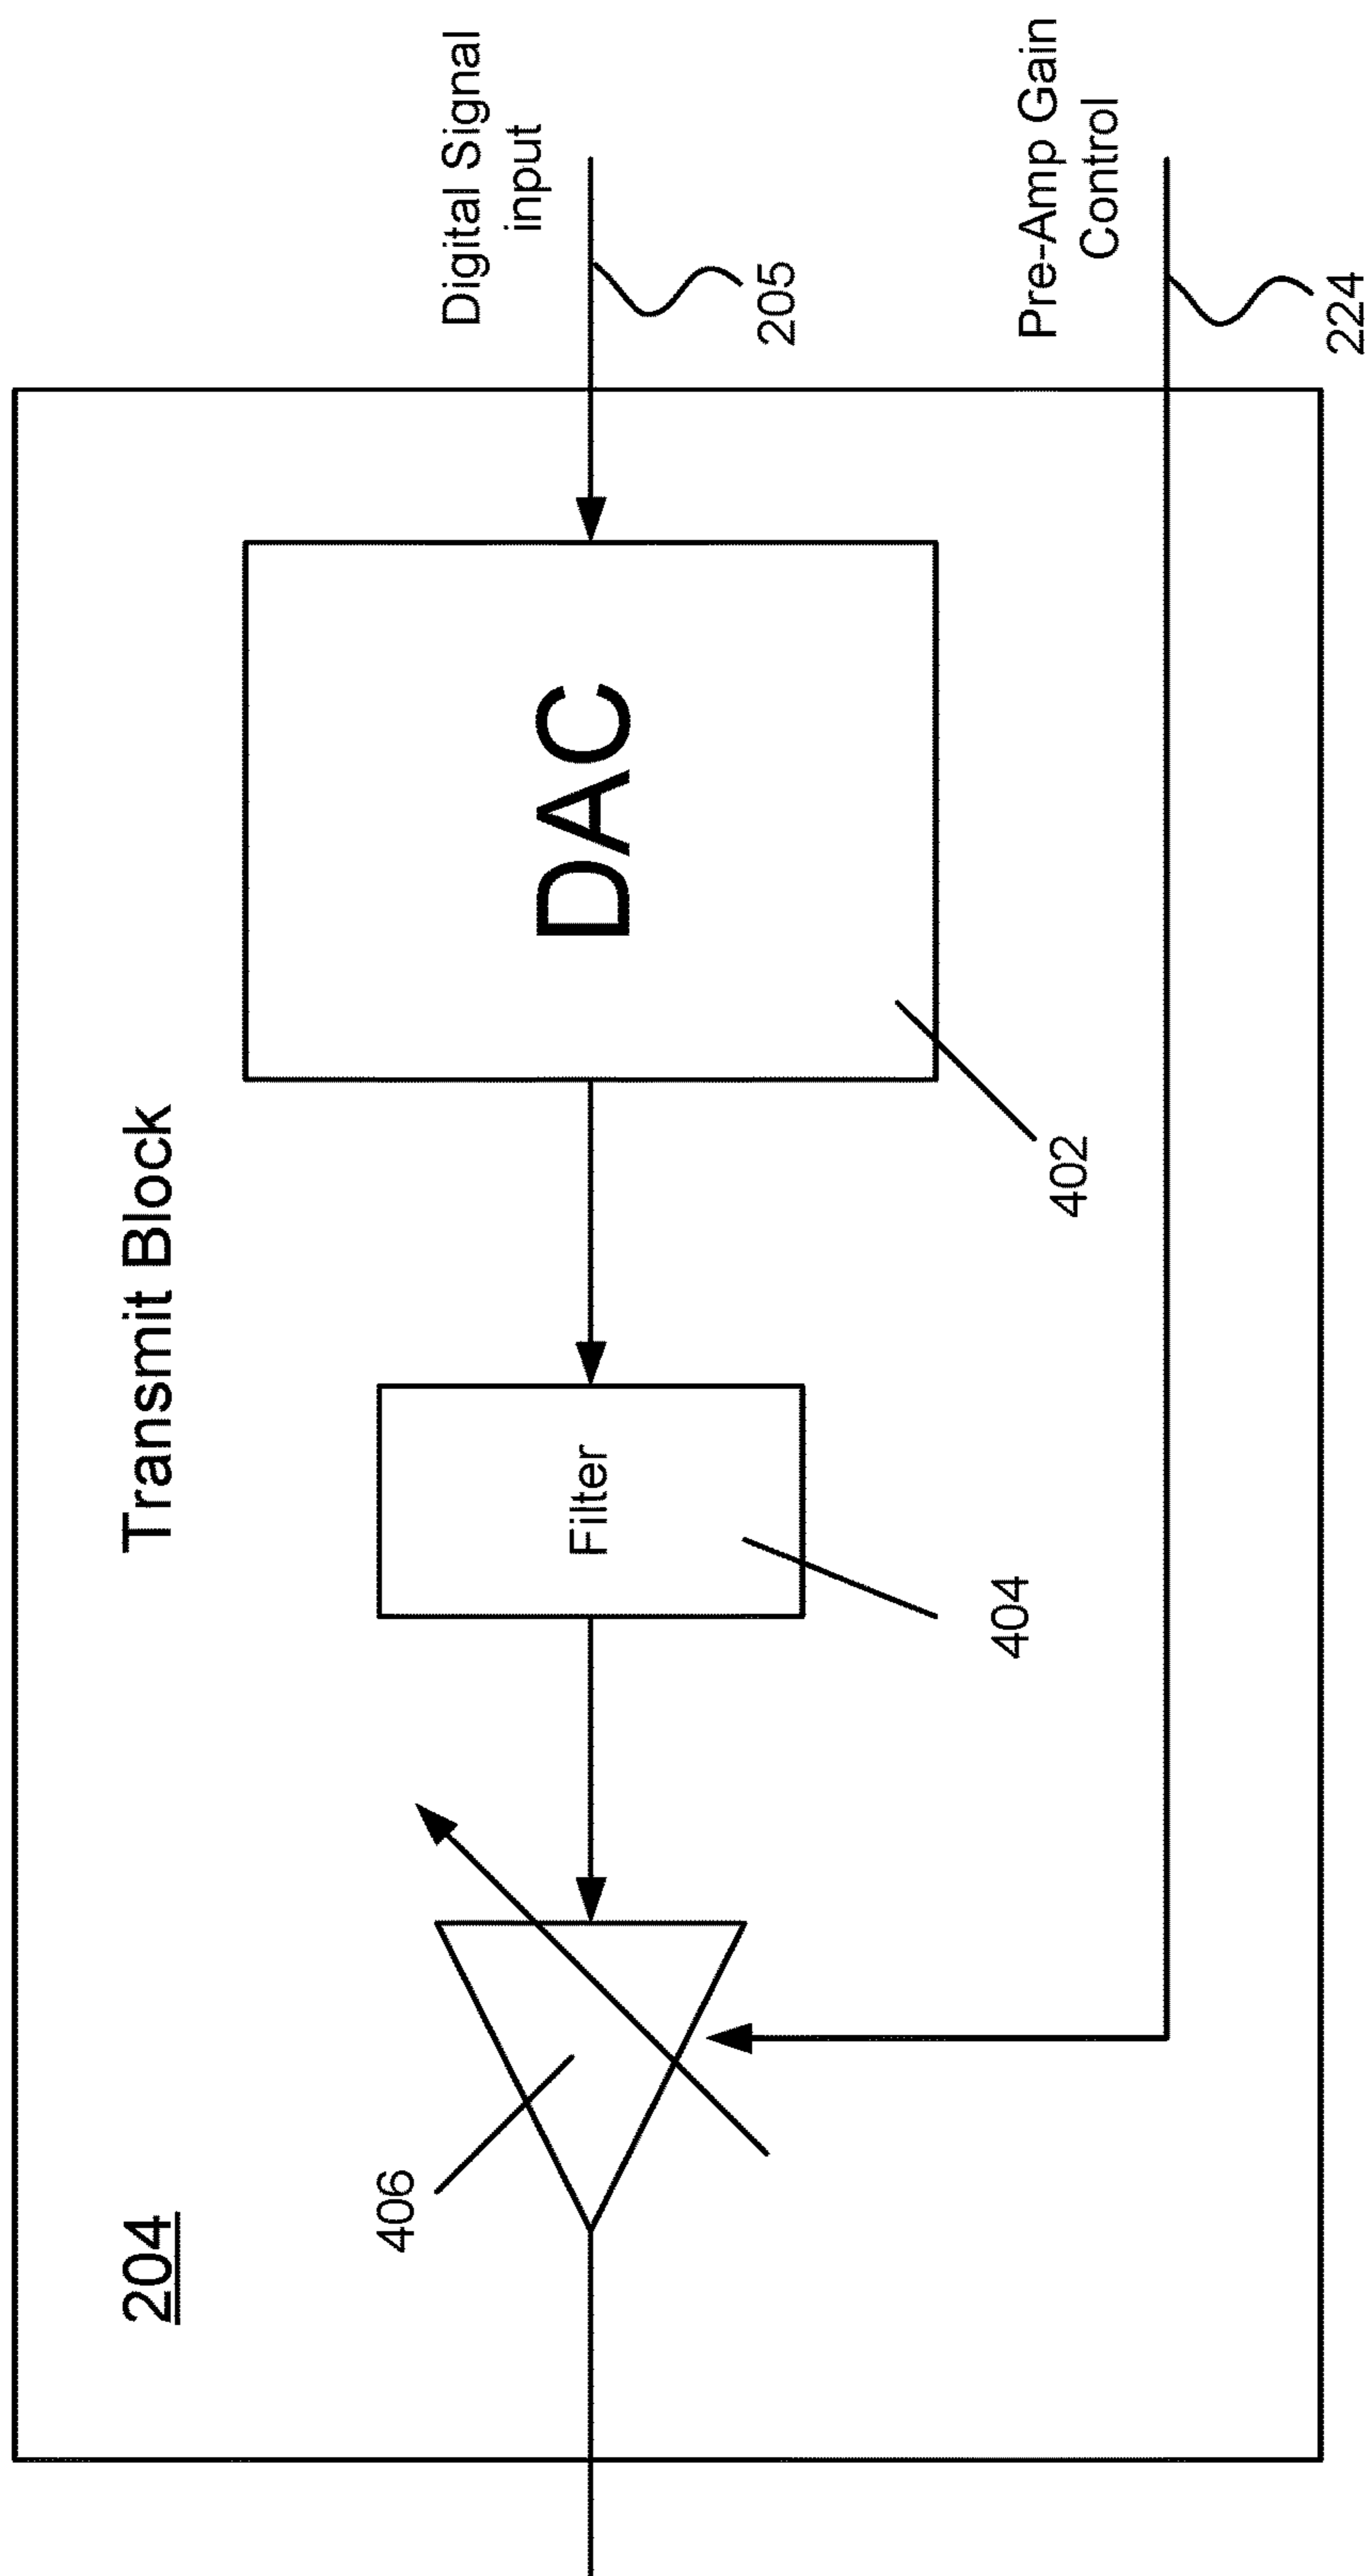 204
Transmit Block
406
Filter
404
DAC
402
Digital Signal
input
205
Pre-Amp Gain
Control
224